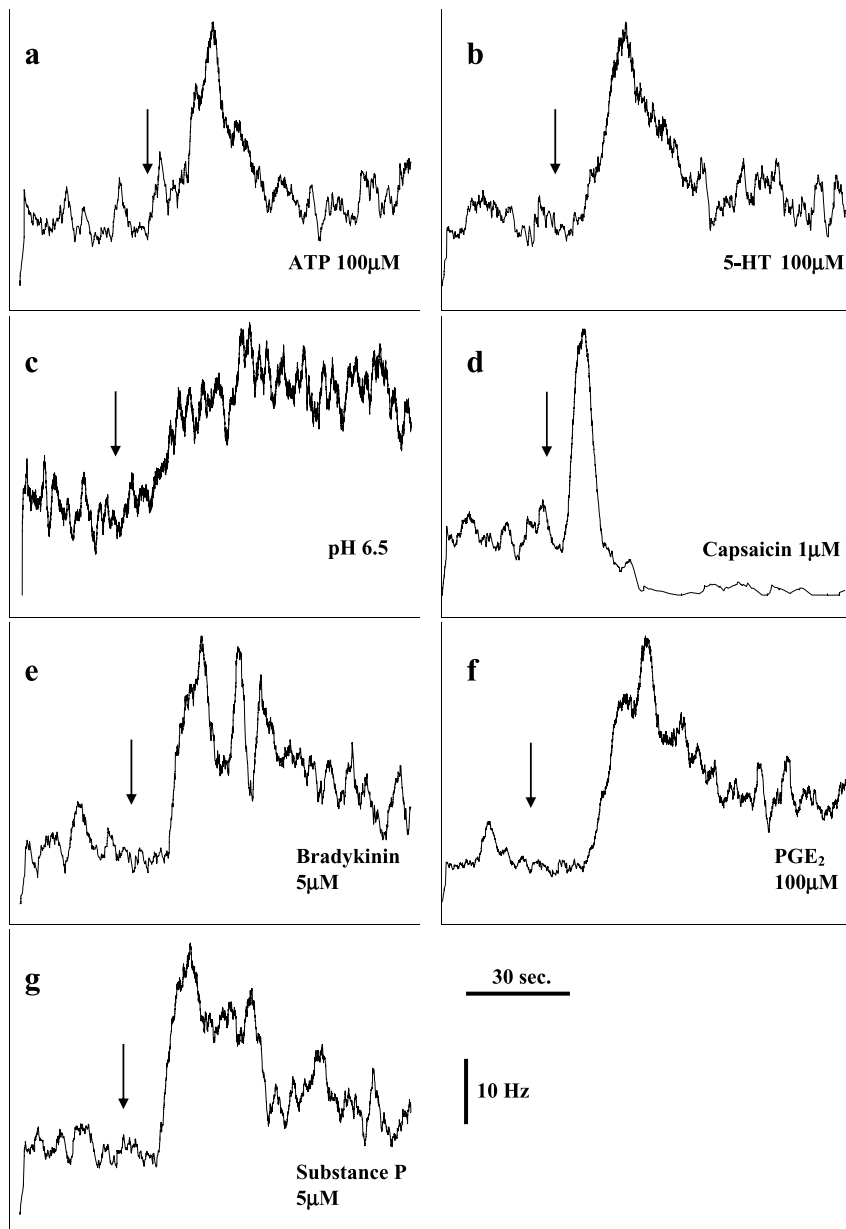 a
ATP 100μM
b
5-HT 100μM
c
pH 6.5
d
Capsaicin 1μM
e
Bradykinin
5μM
f
PGE₂
100μM
g
Substance P
5μM
30 sec.
10 Hz